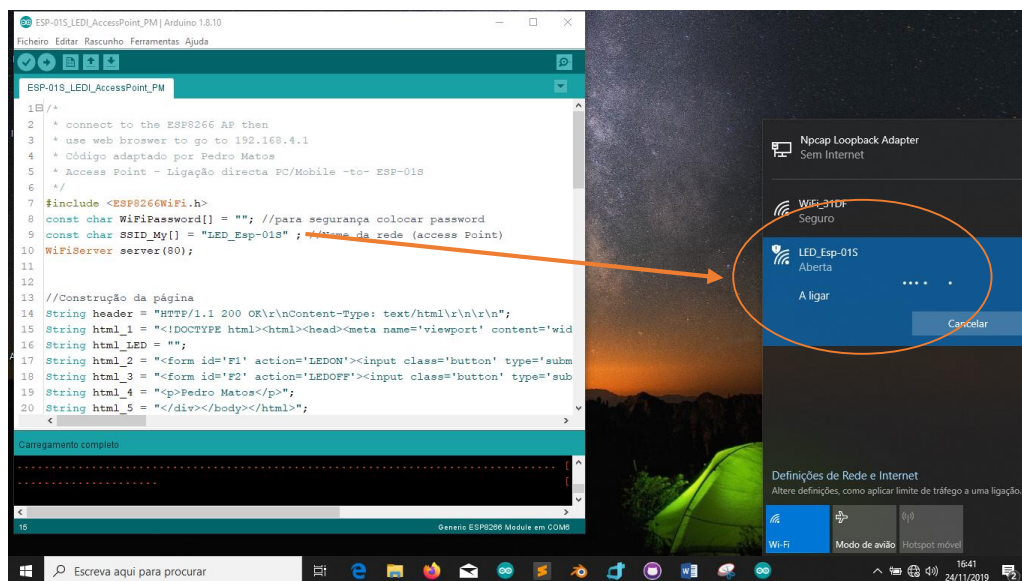 ESP-01S_LEDI_AccessPoint_PM | Arduino 1.8.10
Ficheiro Editar Rascunho Ferramentas Ajuda
ESP-01S_LEDI_AccessPoint_PM
1 /*
2 * connect to the ESP8266 AP then
3 * use web broswer to go to 192.168.4.1
4 * Código adaptado por Pedro Matos
5 * Access Point - Ligação directa PC/Mobile -to- ESP-01S
6 */
7 #include <ESP8266WiFi.h>
8 const char WiFiPassword[] = ""; //para segurança colocar password
9 const char SSID_My[] = "LED_Esp-01S" ; //Nome da rede (access Point)
10 WiFiServer server(80);
11
12
13 //Construção da página
14 String header = "HTTP/1.1 200 OK\r\nContent-Type: text/html\r\n\r\n";
15 String html_1 = "<!DOCTYPE html><html><head><meta name='viewport' content='wid
16 String html_LED = "";
17 String html_2 = "<form id='F1' action='LEDON'><input class='button' type='subm
18 String html_3 = "<form id='F2' action='LEDOFF'><input class='button' type='sub
19 String html_4 = "<p>Pedro Matos</p>";
20 String html_5 = "</div></body></html>";
Carregamento completo
................................................................................ [
..................... [
16
Generic ESP8266 Module em COM6
Npcap Loopback Adapter
Sem Internet
WiFi_31DF
Seguro
LED_Esp-01S
Aberta
A ligar
Cancelar
Definições de Rede e Internet
Altere definições, como aplicar limite de tráfego a uma ligação.
Wi-Fi
Modo de avião
Hotspot móvel
Escreva aqui para procurar
16:41
24/11/2019